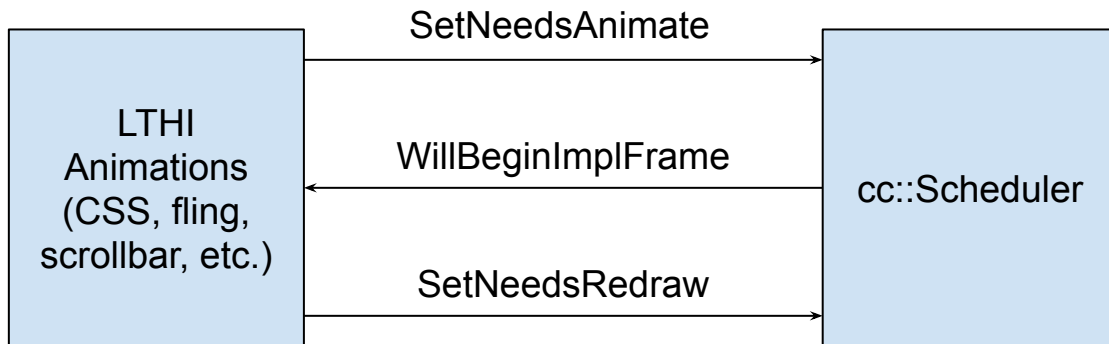 SetNeedsAnimate
LTHI
Animations
(CSS, fling,
scrollbar, etc.)
WillBeginImplFrame
cc::Scheduler
SetNeedsRedraw